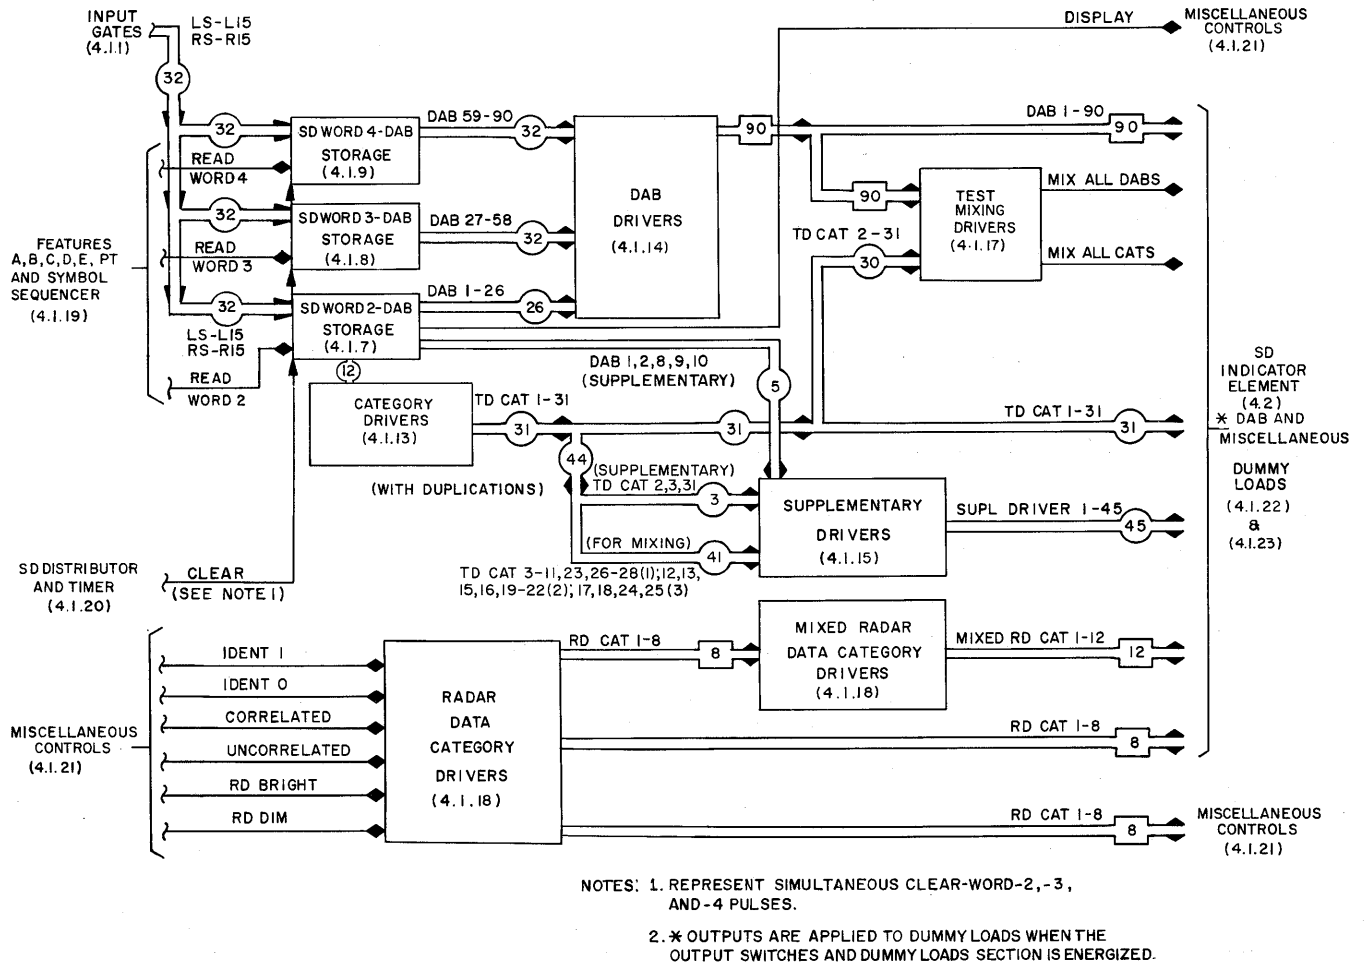 INPUT
GATES
(4.1.1)
LS-L15
RS-R15
32
DISPLAY
MISCELLANEOUS
CONTROLS
(4.1.21)
32
SD WORD 4-DAB
STORAGE
(4.1.9)
DAB 59-90
32
READ
WORD 4
32
SD WORD 3-DAB
STORAGE
(4.1.8)
DAB 27-58
32
READ
WORD 3
32
SD WORD 2-DAB
STORAGE
(4.1.7)
DAB 1-26
26
LS-L15
RS-R15
READ
WORD 2
FEATURES
A,B,C,D,E, PT
AND SYMBOL
SEQUENCER
(4.1.19)
DAB
DRIVERS
(4.1.14)
90
DAB 1-90
90
90
TEST
MIXING
DRIVERS
(4.1.17)
MIX ALL DABS
MIX ALL CATS
TD CAT 2-31
30
DAB 1,2,8,9,10
(SUPPLEMENTARY)
5
12
CATEGORY
DRIVERS
(4.1.13)
TD CAT 1-31
31
31
TD CAT 1-31
31
(WITH DUPLICATIONS)
44
(SUPPLEMENTARY)
TD CAT 2,3,31
3
(FOR MIXING)
41
TD CAT 3-11,23,26-28(1);12,13,
15,16,19-22(2);17,18,24,25(3)
SUPPLEMENTARY
DRIVERS
(4.1.15)
SUPL DRIVER 1-45
45
SD
INDICATOR
ELEMENT
(4.2)
* DAB AND
MISCELLANEOUS
DUMMY
LOADS
(4.1.22)
&
(4.1.23)
SD DISTRIBUTOR
AND TIMER
(4.1.20)
CLEAR
(SEE NOTE 1)
MISCELLANEOUS
CONTROLS
(4.1.21)
IDENT 1
IDENT 0
CORRELATED
UNCORRELATED
RD BRIGHT
RD DIM
RADAR
DATA
CATEGORY
DRIVERS
(4.1.18)
RD CAT 1-8
8
MIXED RADAR
DATA CATEGORY
DRIVERS
(4.1.18)
MIXED RD CAT 1-12
12
RD CAT 1-8
8
RD CAT 1-8
8
MISCELLANEOUS
CONTROLS
(4.1.21)
NOTES: 1. REPRESENT SIMULTANEOUS CLEAR-WORD-2,-3,
AND-4 PULSES.
2. * OUTPUTS ARE APPLIED TO DUMMY LOADS WHEN THE
OUTPUT SWITCHES AND DUMMY LOADS SECTION IS ENERGIZED.